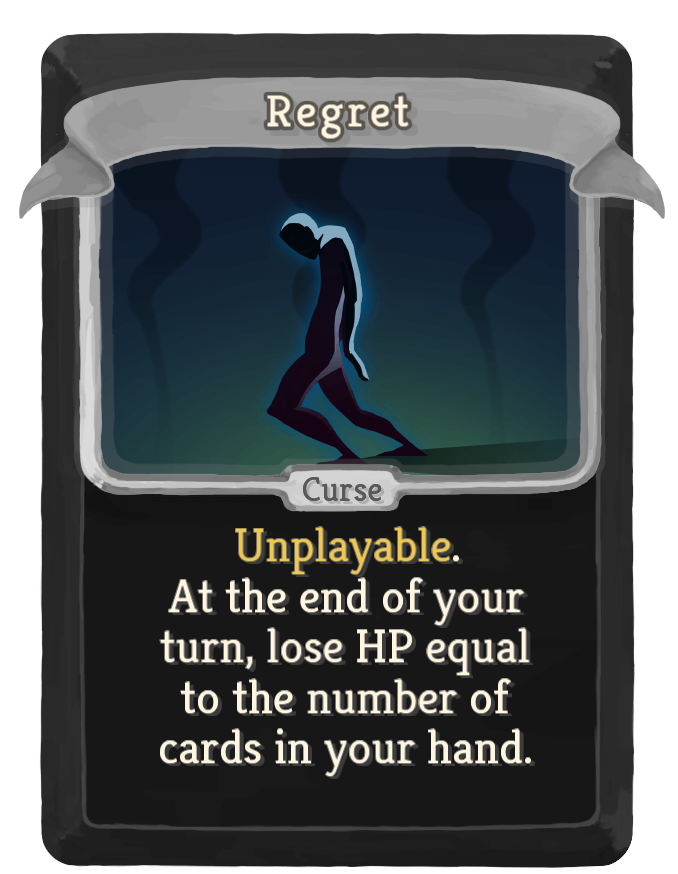 Regret
Curse
Unplayable.
At the end of your
turn, lose HP equal
to the number of
cards in your hand.